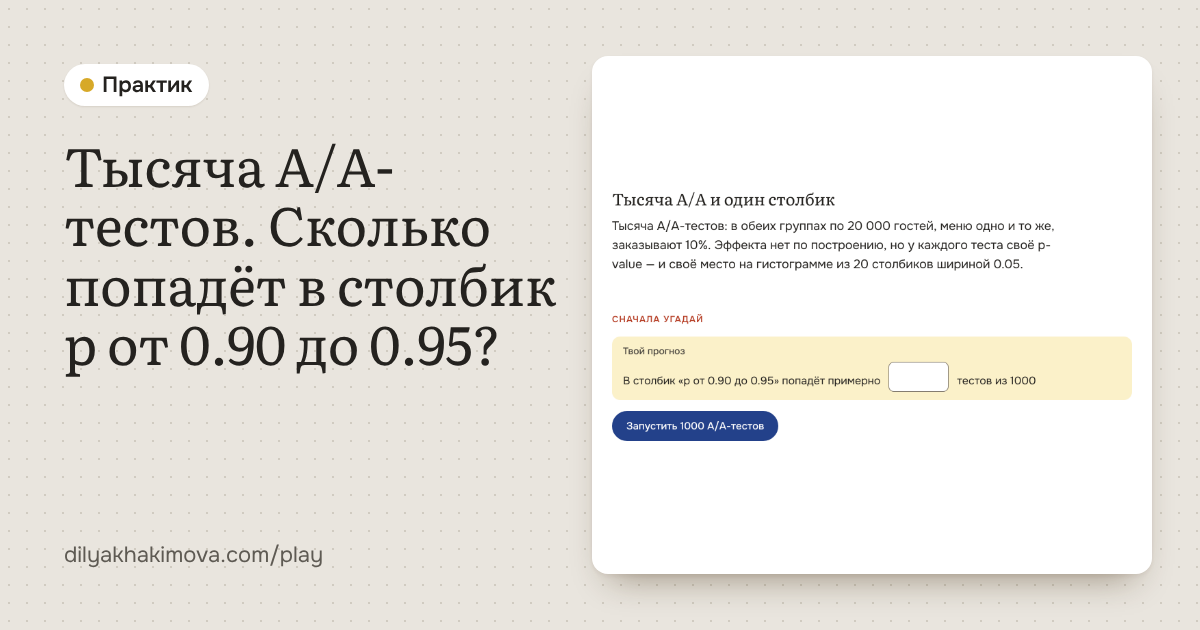 Практик
Тысяча A/A-
тестов. Сколько
попадёт в столбик
p от 0.90 до 0.95?
dilyakhakimova.com/play
Тысяча A/A и один столбик
Тысяча A/A-тестов: в обеих группах по 20 000 гостей, меню одно и то же,
заказывают 10%. Эффекта нет по построению, но у каждого теста своё p-
value — и своё место на гистограмме из 20 столбиков шириной 0.05.
СНАЧАЛА УГАДАЙ
Твой прогноз
В столбик «p от 0.90 до 0.95» попадёт примерно тестов из 1000
Запустить 1000 A/A-тестов